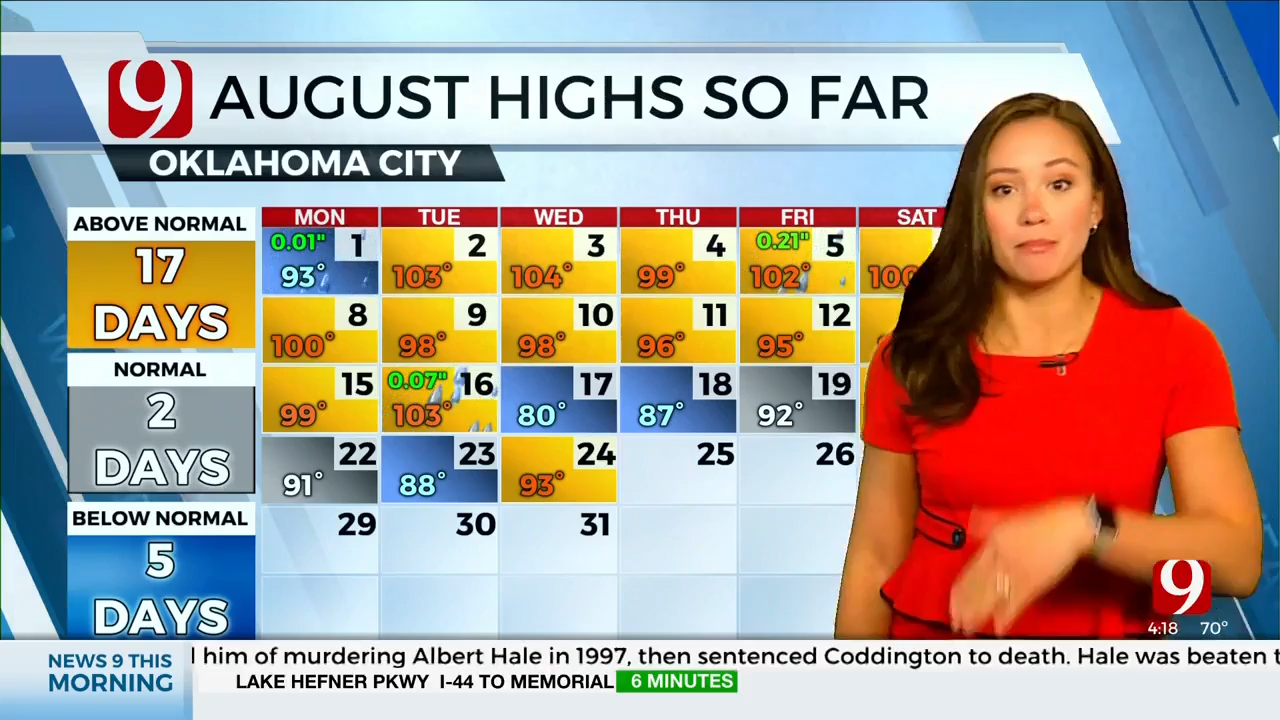 9 AUGUST HIGHS SO FAR
OKLAHOMA CITY
ABOVE NORMAL
17
DAYS
NORMAL
2
DAYS
BELOW NORMAL
5
DAYS
MON TUE WED THU FRI SAT
0.01" 1 2 3 4 0.21" 5
93° 103° 104° 99° 102° 100
8 9 10 11 12
100° 98° 98° 96° 95°
15 0.07" 16 17 18 19
99° 103° 80° 87° 92°
22 23 24 25 26
91° 88° 93°
29 30 31
9
4:18 70°
NEWS 9 THIS
MORNING
him of murdering Albert Hale in 1997, then sentenced Coddington to death. Hale was beaten
LAKE HEFNER PKWY I-44 TO MEMORIAL 6 MINUTES